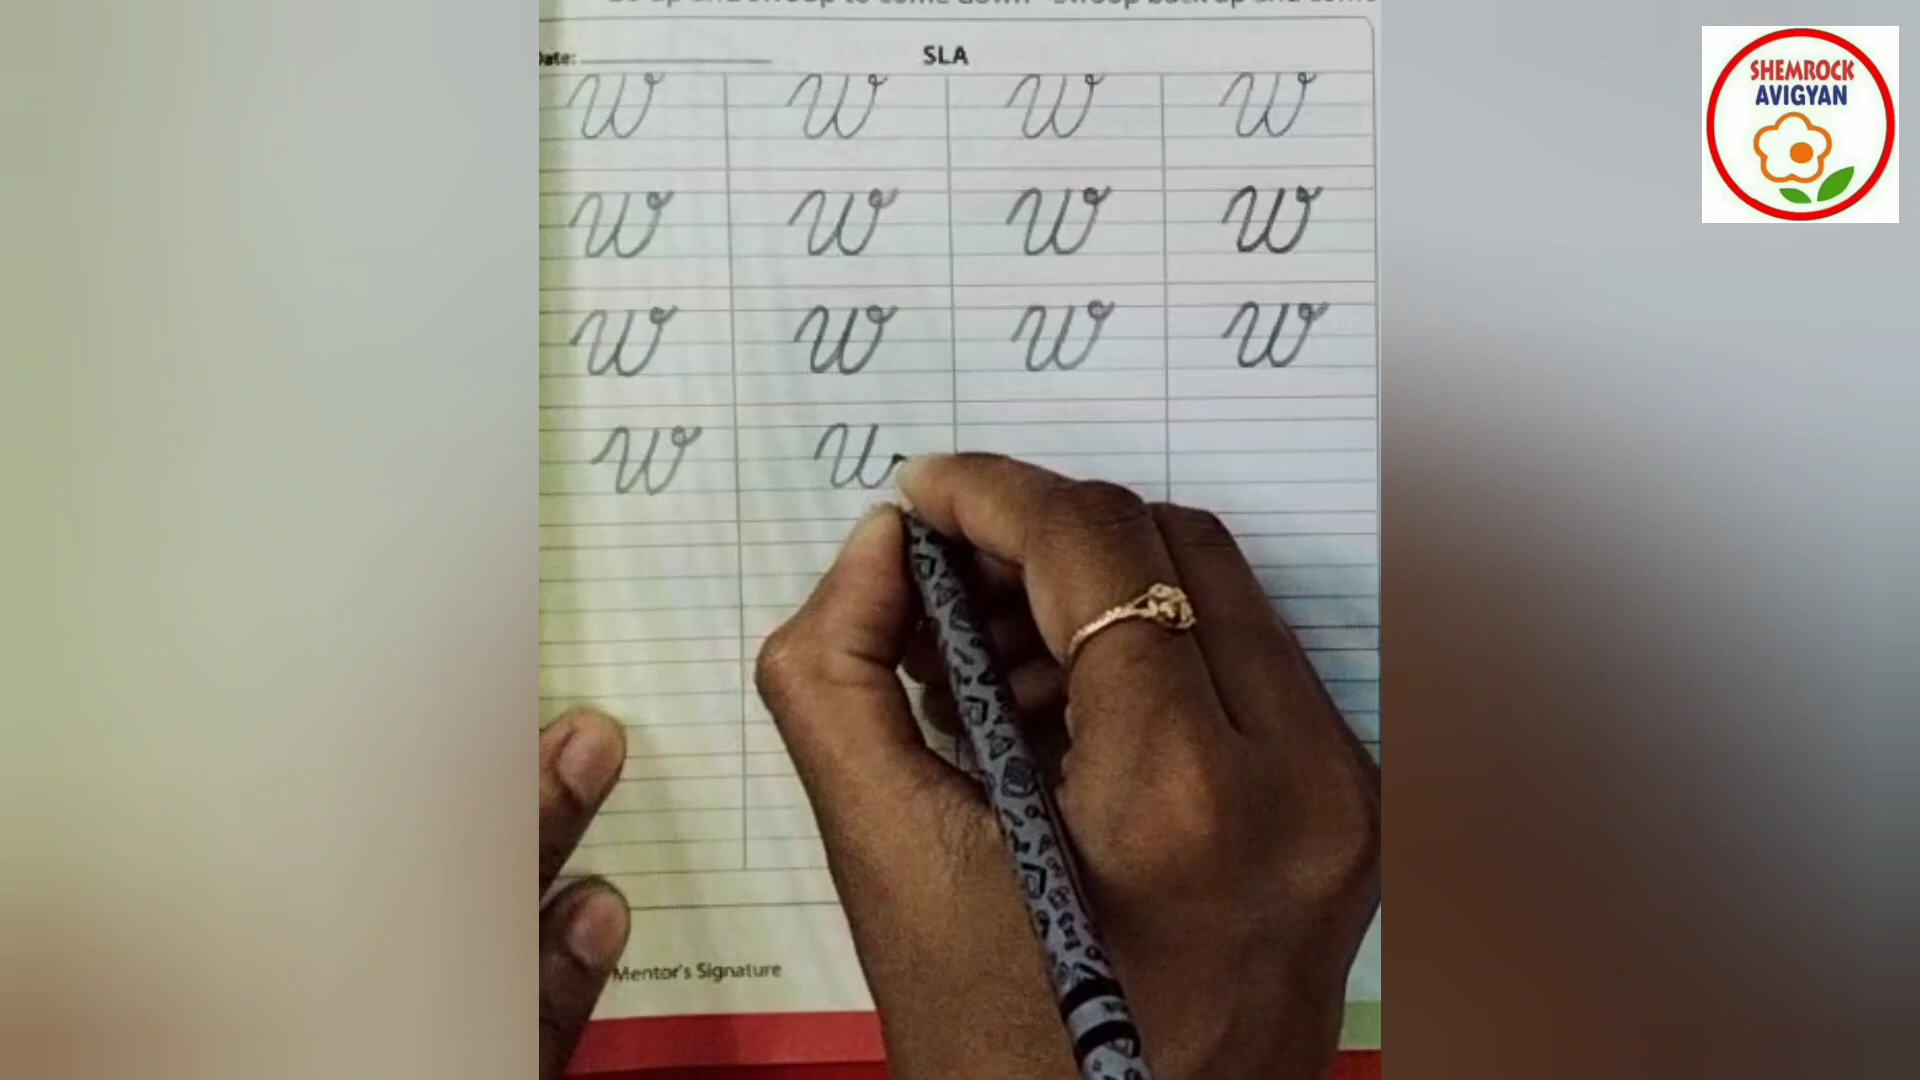 Date: SLA
w w w w
w w w w
w w w w
w u
Mentor's Signature
SHEMROCK
AVIGYAN